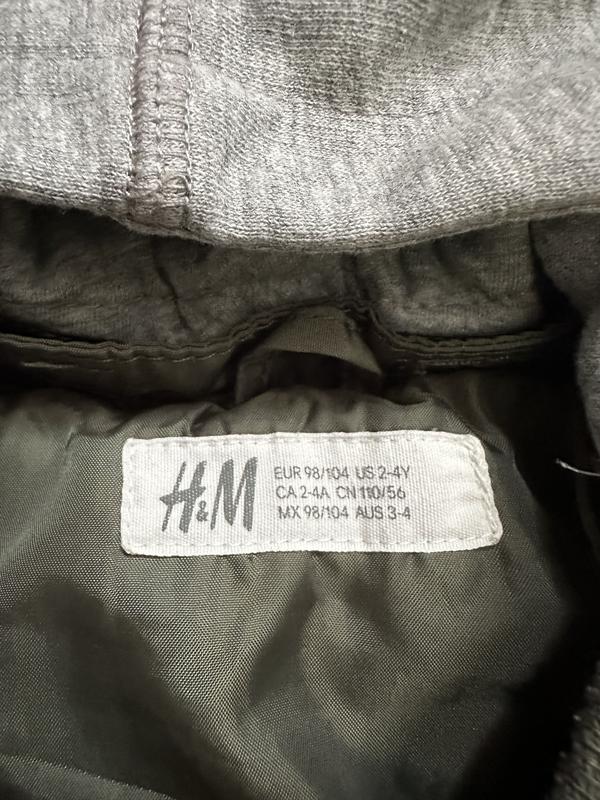 H&M
EUR 98/104 US 2-4Y
CA 2-4A CN 110/56
MX 98/104 AUS 3-4